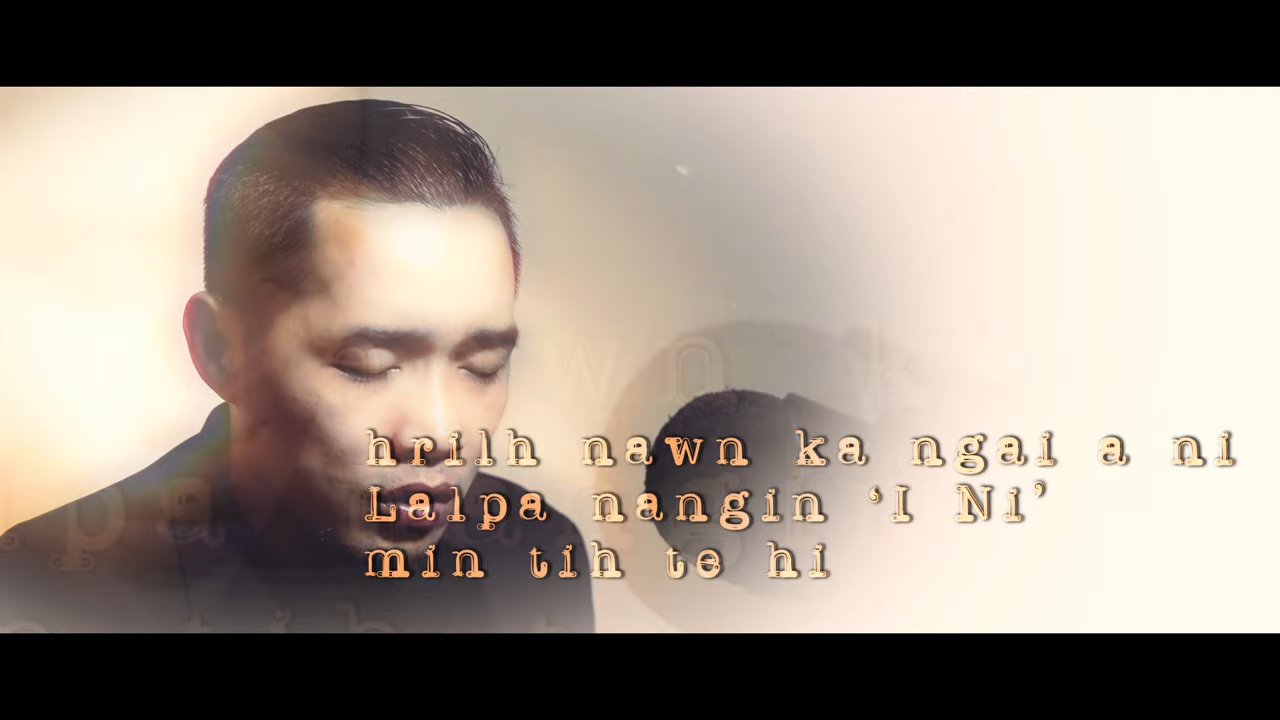 hrilh nawn ka ngai a ni
Lalpa nangin ‘I Ni’
min tih te hi